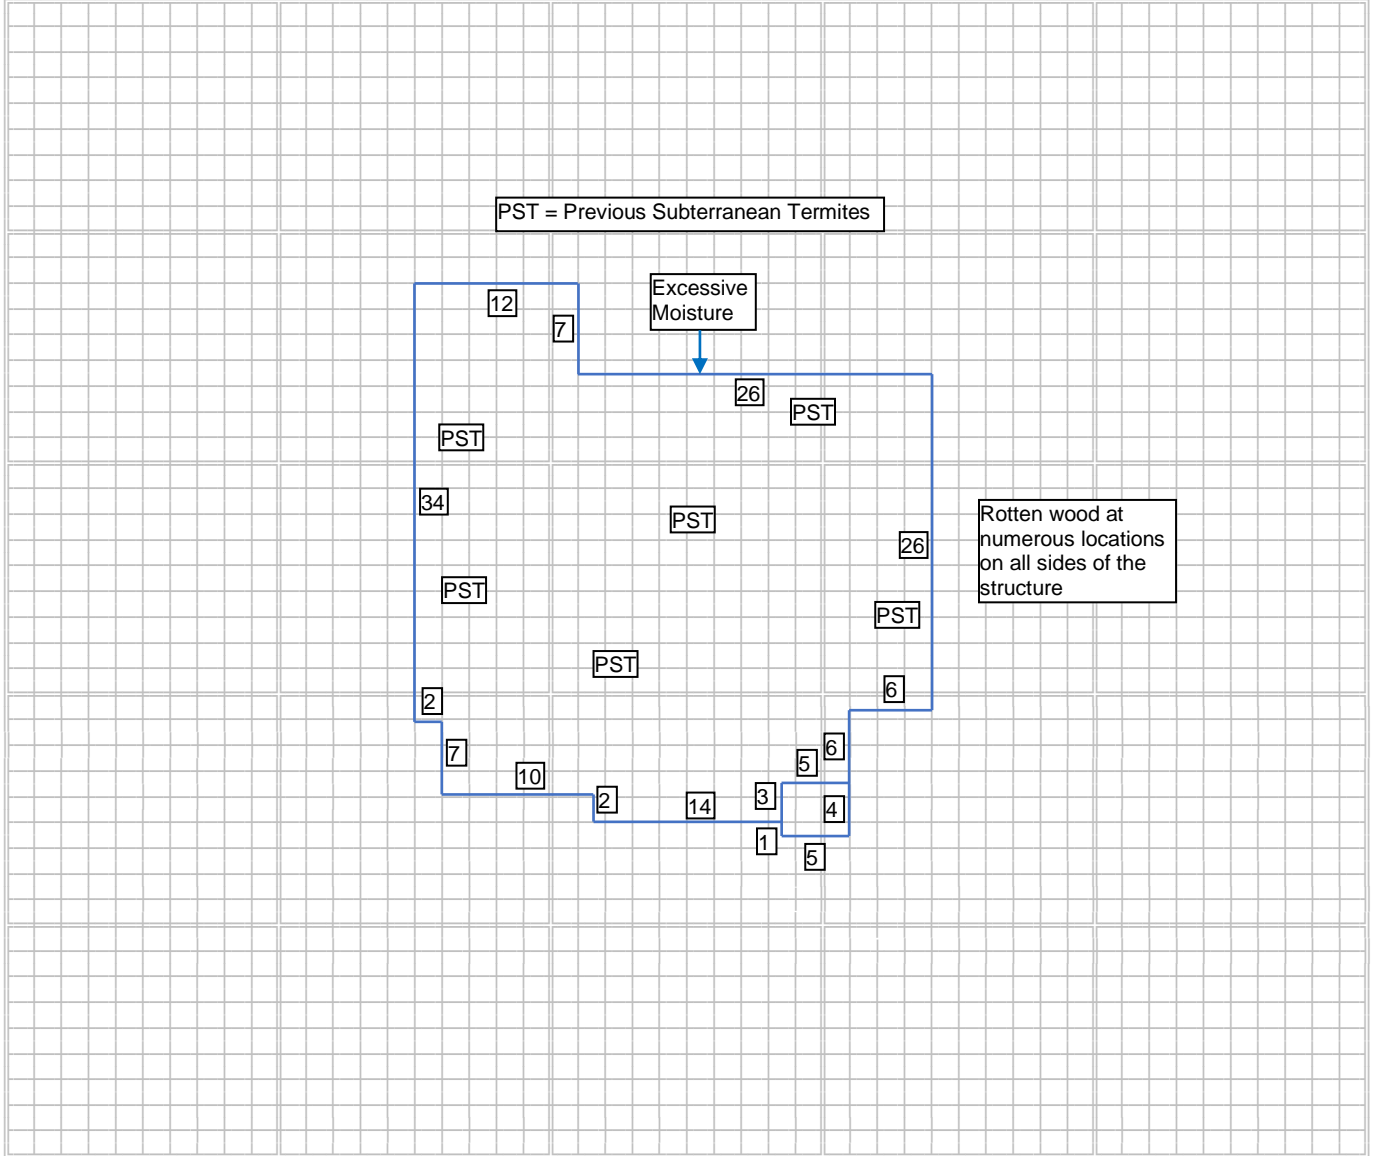 PST = Previous Subterranean Termites
Excessive
Moisture
12
7
26
PST
PST
34
PST
Rotten wood at
numerous locations
on all sides of the
structure
26
PST
PST
PST
6
2
6
7
5
10
3
2
14
4
1
5